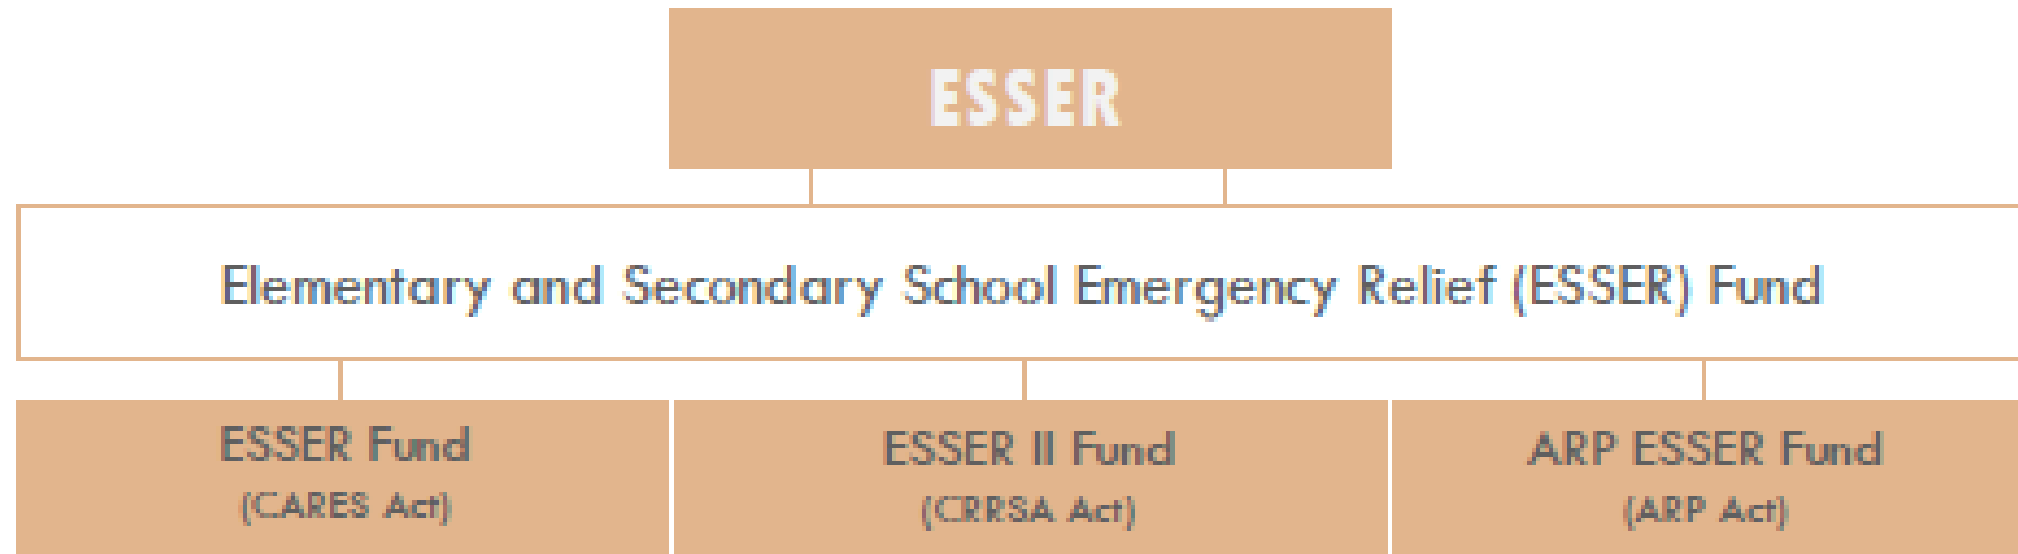 ESSER
Elementary and Secondary School Emergency Relief (ESSER) Fund
ESSER Fund
(CARES Act)
ESSER II Fund
(CRRSA Act)
ARP ESSER Fund
(ARP Act)